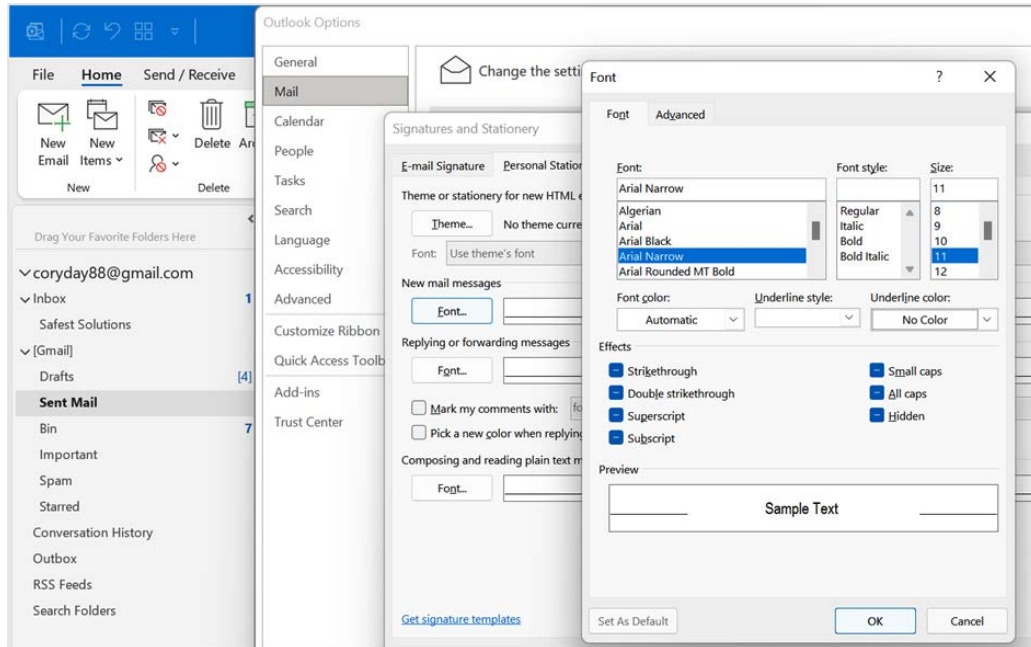 Outlook Options
File Home Send / Receive
New Email
New Items
Delete
New
Delete
Drag Your Favorite Folders Here
coryday88@gmail.com
Inbox 1
Safest Solutions
[Gmail]
Drafts [4]
Sent Mail
Bin 7
Important
Spam
Starred
Conversation History
Outbox
RSS Feeds
Search Folders
General
Mail
Calendar
People
Tasks
Search
Language
Accessibility
Advanced
Customize Ribbon
Quick Access Toolb
Add-ins
Trust Center
Change the setti
Signatures and Stationery
E-mail Signature Personal Station
Theme or stationery for new HTML e
Theme... No theme curre
Font: Use theme's font
New mail messages
Font...
Replying or forwarding messages
Font...
Mark my comments with: fo
Pick a new color when replying
Composing and reading plain text m
Font...
Get signature templates
Font ? X
Font Advanced
Font: Font style: Size:
Arial Narrow 11
Algerian Regular 8
Arial Italic 9
Arial Black Bold 10
Arial Narrow Bold Italic 11
Arial Rounded MT Bold 12
Font color: Underline style: Underline color:
Automatic No Color
Effects
Strikethrough Small caps
Double strikethrough All caps
Superscript Hidden
Subscript
Preview
Sample Text
Set As Default OK Cancel